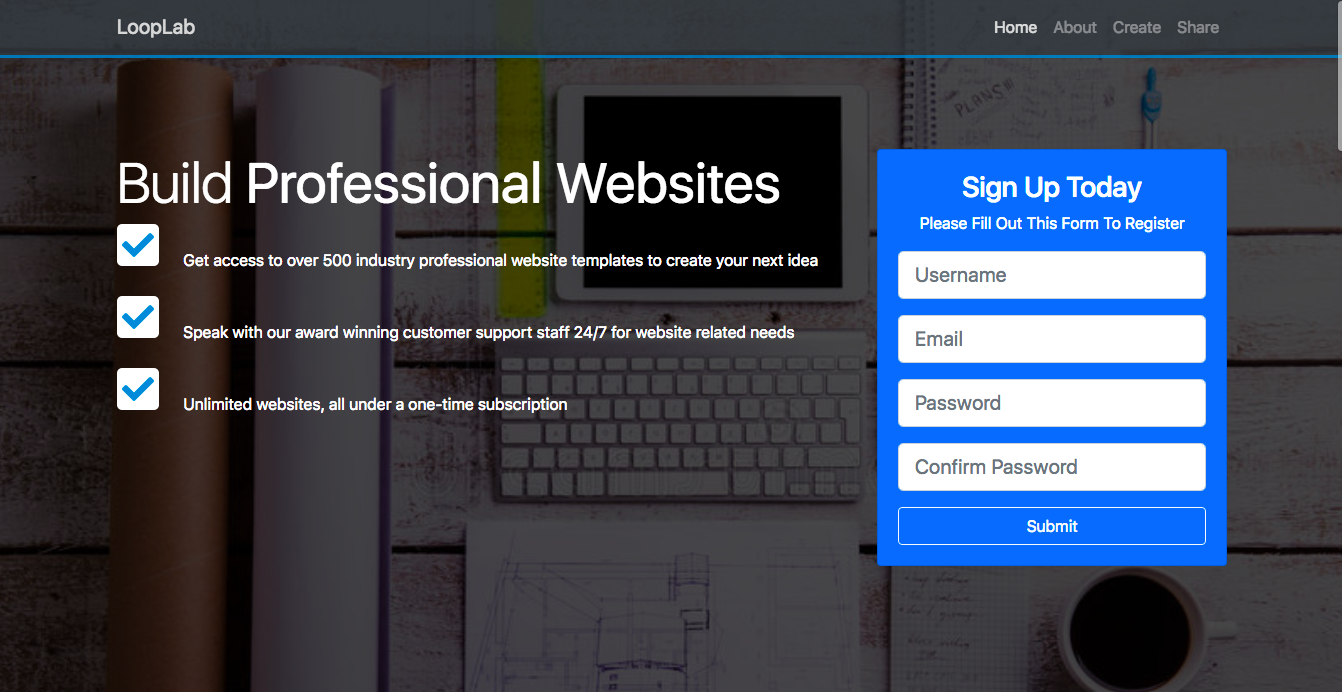 LoopLab
Home About Create Share
PLANS
Build Professional Websites
Get access to over 500 industry professional website templates to create your next idea
Speak with our award winning customer support staff 24/7 for website related needs
Unlimited websites, all under a one-time subscription
Sign Up Today
Please Fill Out This Form To Register
Username
Email
Password
Confirm Password
Submit